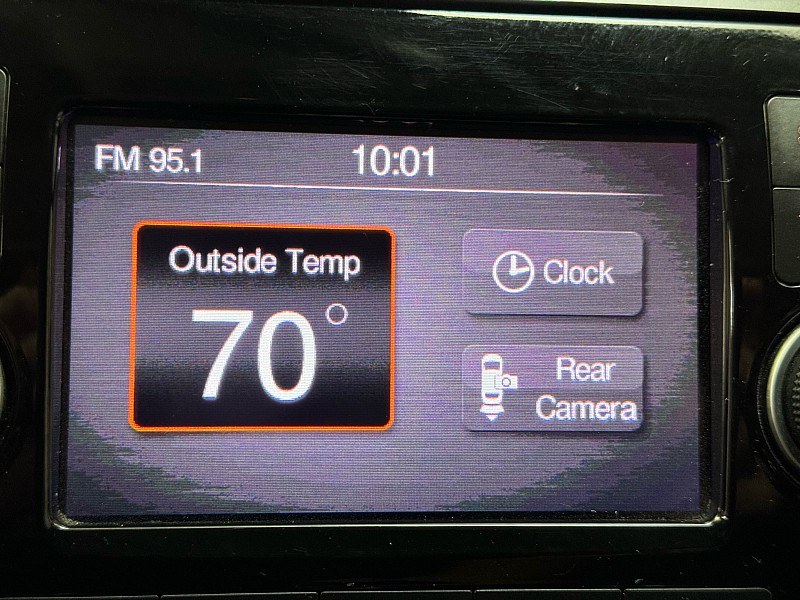 FM 95.1
10:01
Outside Temp
70°
Clock
Rear
Camera